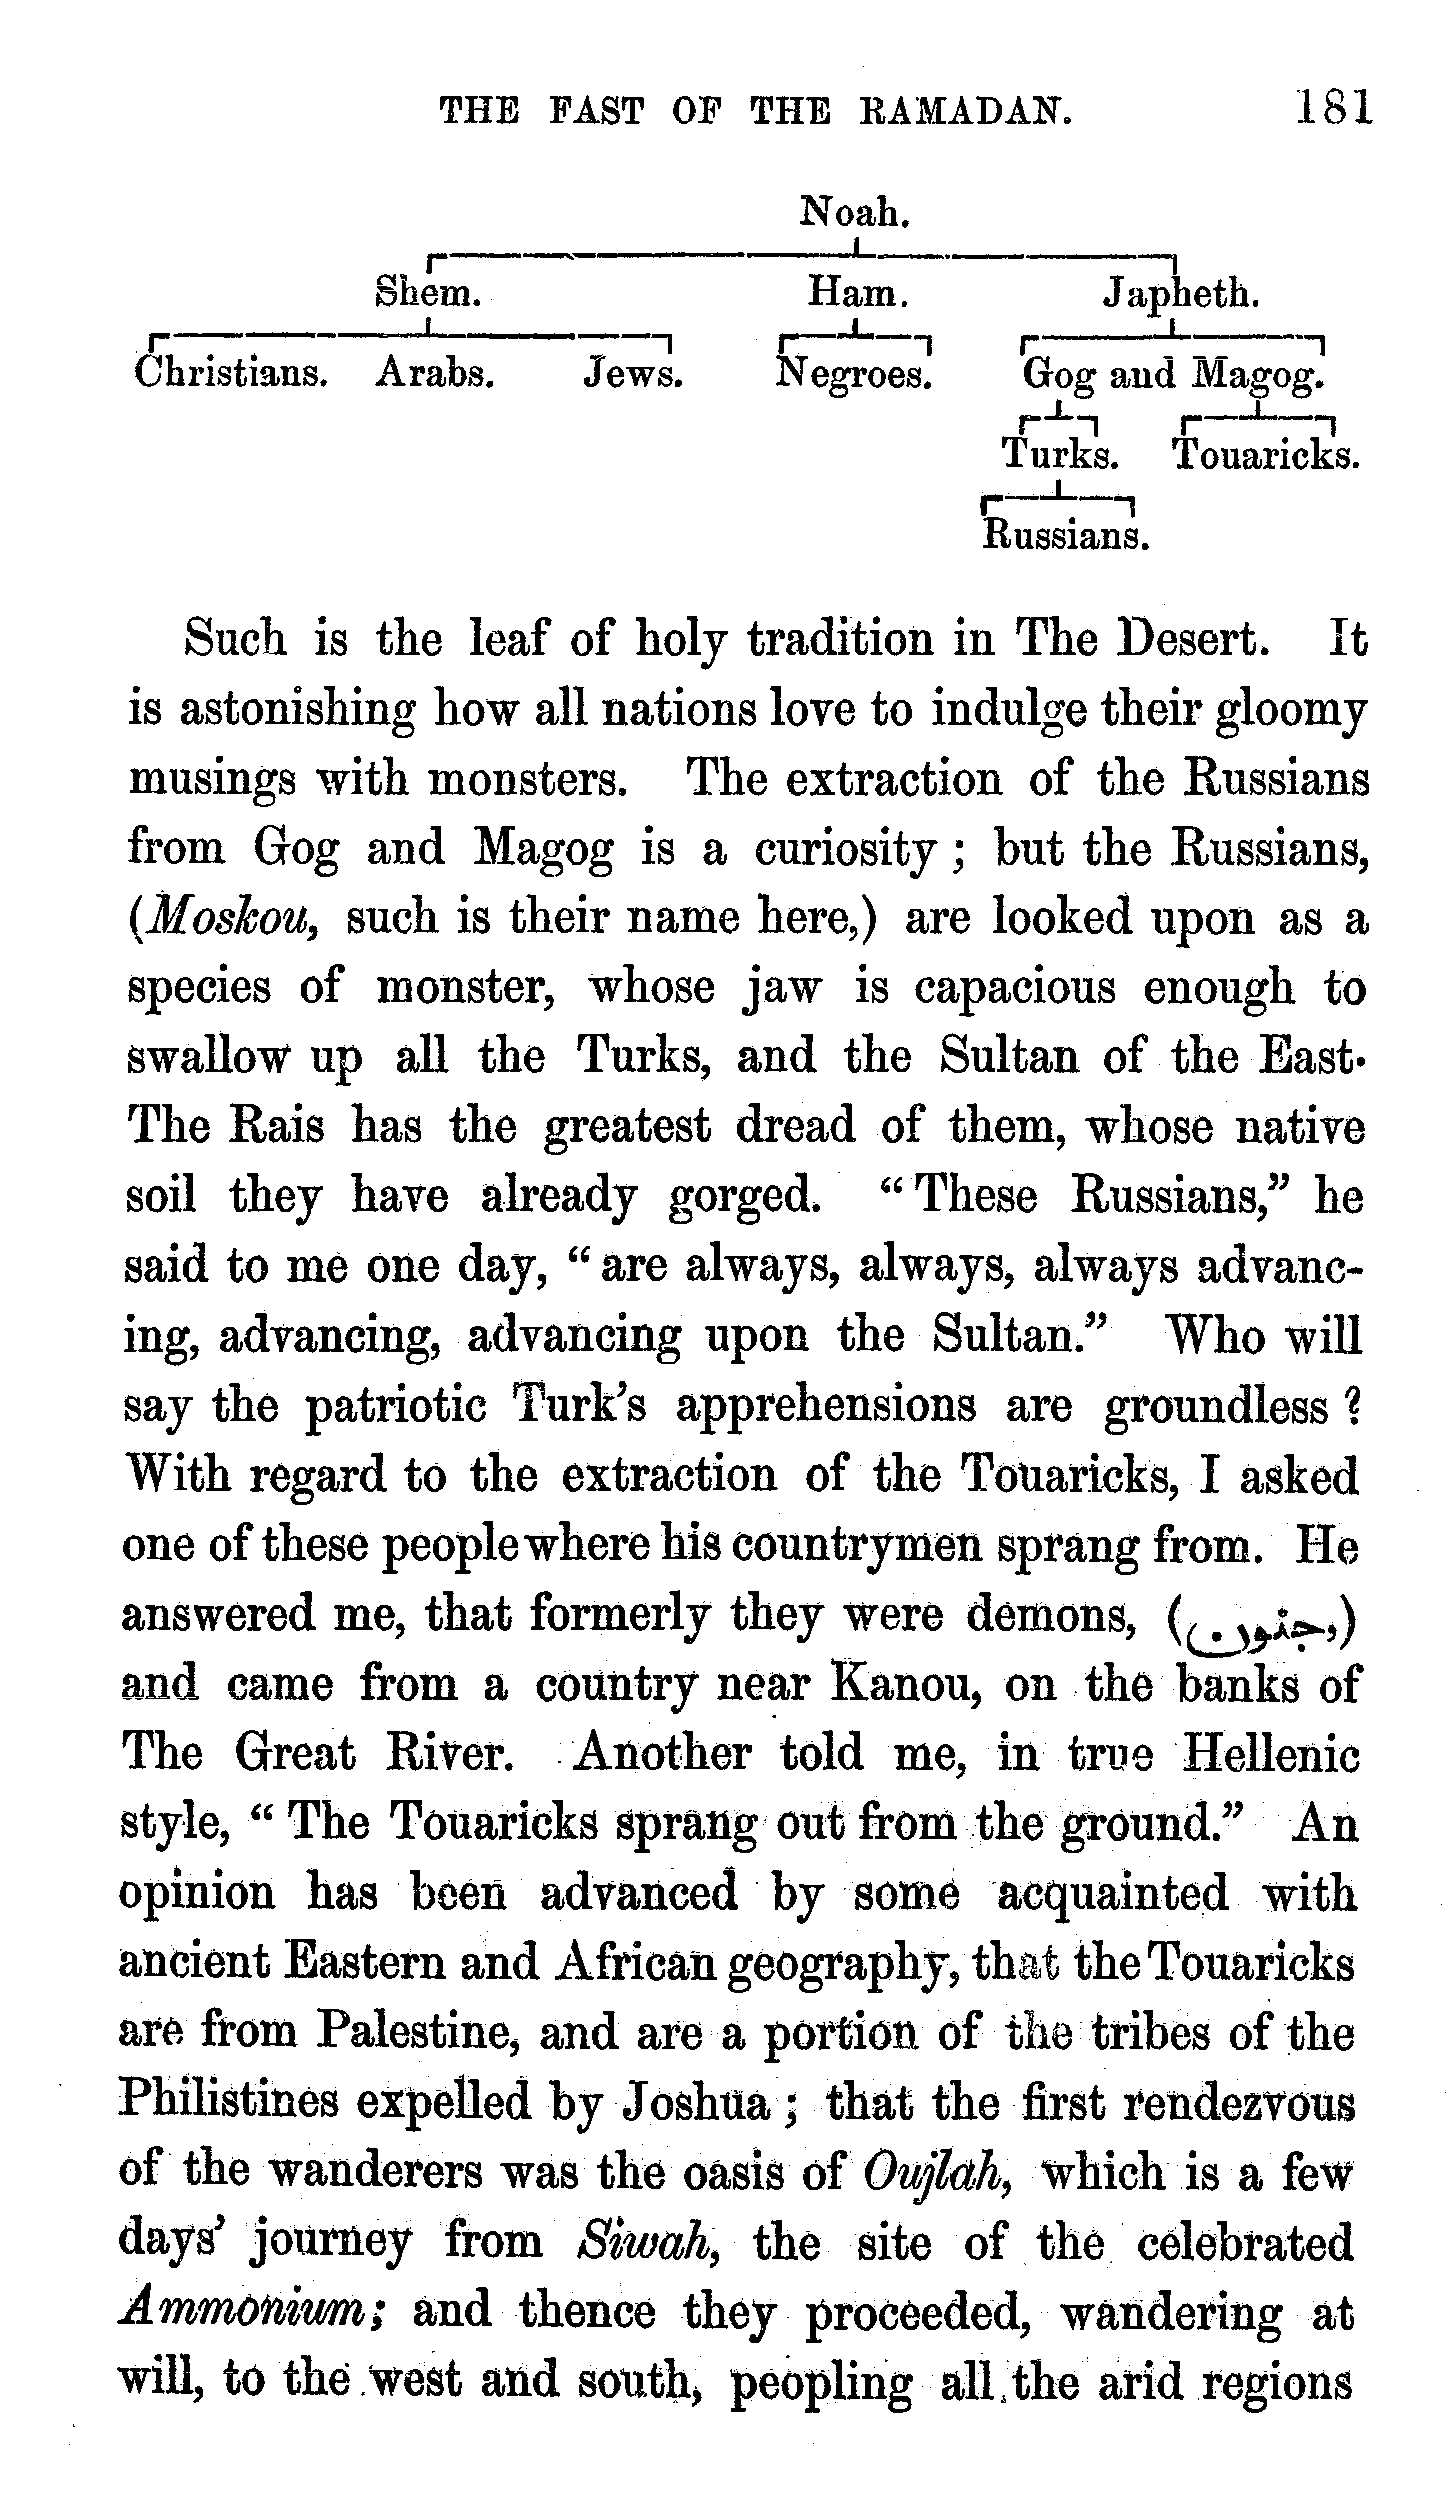 THE FAST OF THE RAMADAN. 181
Noah.
Shem. Ham. Japheth.
Christians. Arabs. Jews. Negroes. Gog and Magog.
Turks. Touaricks.
Russians.
Such is the leaf of holy tradition in The Desert. It
is astonishing how all nations love to indulge their gloomy
musings with monsters. The extraction of the Russians
from Gog and Magog is a curiosity; but the Russians,
(Moskou, such is their name here,) are looked upon as a
species of monster, whose jaw is capacious enough to
swallow up all the Turks, and the Sultan of the East.
The Rais has the greatest dread of them, whose native
soil they have already gorged. “These Russians,” he
said to me one day, “are always, always, always advanc-
ing, advancing, advancing upon the Sultan.” Who will
say the patriotic Turk’s apprehensions are groundless?
With regard to the extraction of the Touaricks, I asked
one of these people where his countrymen sprang from. He
answered me, that formerly they were demons, (وجنون)
and came from a country near Kanou, on the banks of
The Great River. Another told me, in true Hellenic
style, “The Touaricks sprang out from the ground.” An
opinion has been advanced by some acquainted with
ancient Eastern and African geography, that the Touaricks
are from Palestine, and are a portion of the tribes of the
Philistines expelled by Joshua; that the first rendezvous
of the wanderers was the oasis of Oujlah, which is a few
days’ journey from Siwah, the site of the celebrated
Ammonium; and thence they proceeded, wandering at
will, to the west and south, peopling all the arid regions